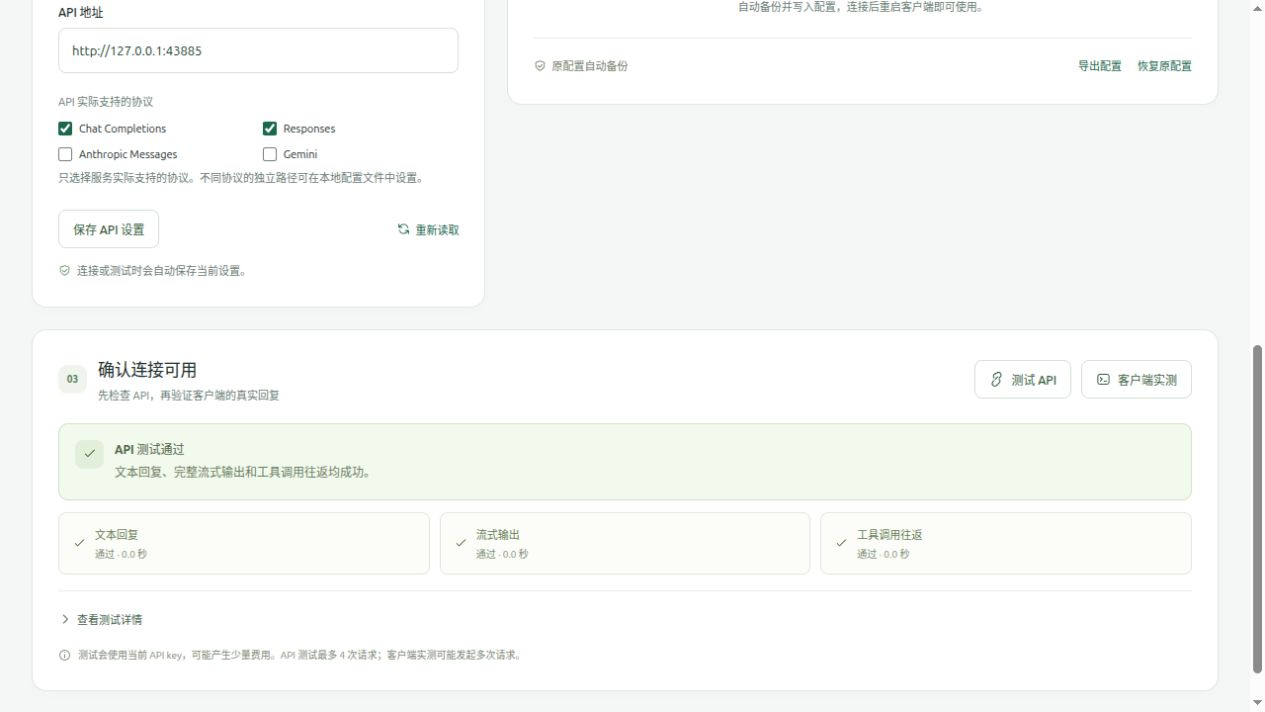 API 地址
http://127.0.0.1:43885
API 实际支持的协议
Chat Completions
Responses
Anthropic Messages
Gemini
只选择服务实际支持的协议。不同协议的独立路径可在本地配置文件中设置。
保存 API 设置
重新读取
连接或测试时会自动保存当前设置。
自动备份并写入配置，连接后重启客户端即可使用。
原配置自动备份
导出配置
恢复原配置
03
确认连接可用
先检查 API，再验证客户端的真实回复
测试 API
客户端实测
API 测试通过
文本回复、完整流式输出和工具调用往返均成功。
文本回复
通过 · 0.0 秒
流式输出
通过 · 0.0 秒
工具调用往返
通过 · 0.0 秒
查看测试详情
测试会使用当前 API key，可能产生少量费用。API 测试最多 4 次请求；客户端实测可能发起多次请求。